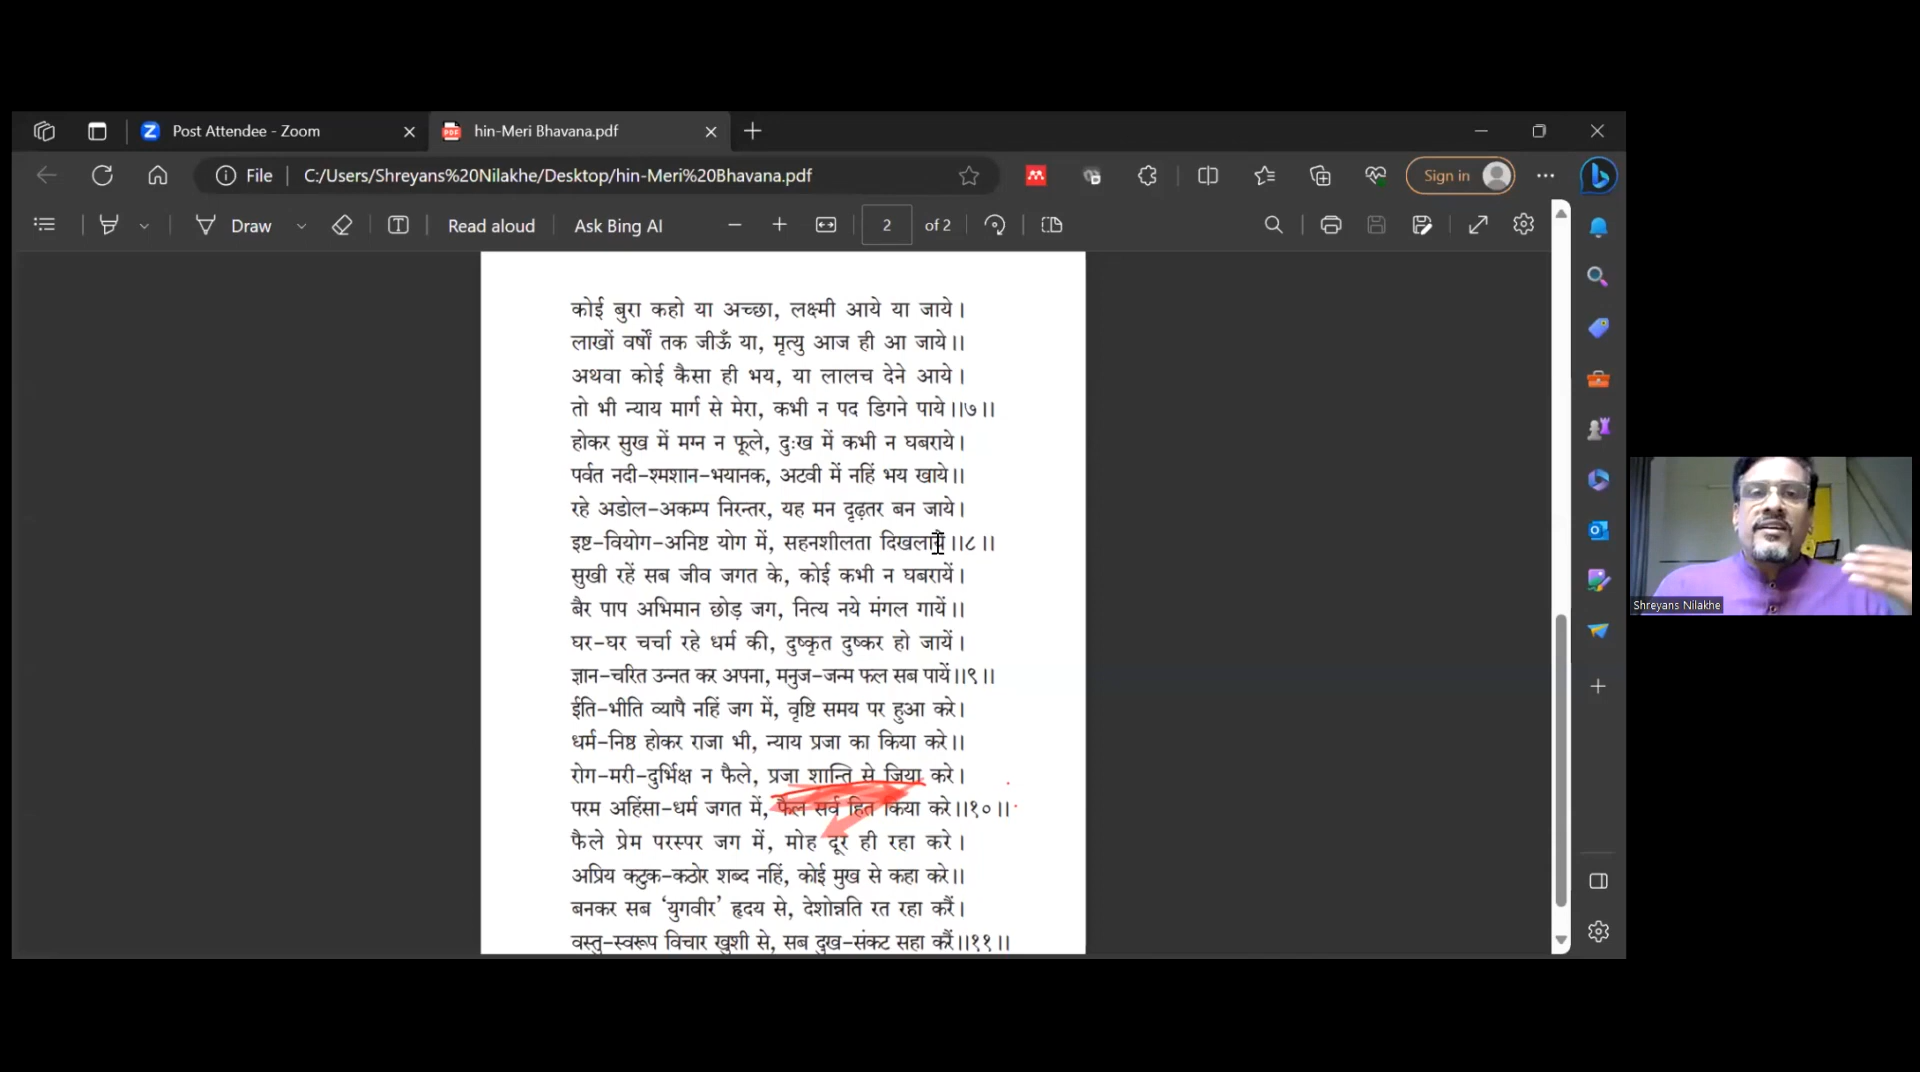 Post Attendee - Zoom
hin-Meri Bhavana.pdf
File
C:/Users/Shreyans%20Nilakhe/Desktop/hin-Meri%20Bhavana.pdf
Sign in
Draw
Read aloud
Ask Bing AI
2
of 2
कोई बुरा कहो या अच्छा, लक्ष्मी आये या जाये।
लाखों वर्षों तक जीऊँ या, मृत्यु आज ही आ जाये।।
अथवा कोई कैसा ही भय, या लालच देने आये।
तो भी न्याय मार्ग से मेरा, कभी न पद डिगने पाये।।७।।
होकर सुख में मग्न न फूले, दुःख में कभी न घबराये।
पर्वत नदी-श्मशान-भयानक, अटवी में नहिं भय खाये।।
रहे अडोल-अकम्प निरन्तर, यह मन दृढ़तर बन जाये।
इष्ट-वियोग-अनिष्ट योग में, सहनशीलता दिखलाये।।८।।
सुखी रहें सब जीव जगत के, कोई कभी न घबरायें।
बैर पाप अभिमान छोड़ जग, नित्य नये मंगल गायें।।
घर-घर चर्चा रहे धर्म की, दुष्कृत दुष्कर हो जायें।
ज्ञान-चरित उन्नत कर अपना, मनुज-जन्म फल सब पायें।।९।।
ईति-भीति व्यापै नहिं जग में, वृष्टि समय पर हुआ करे।
धर्म-निष्ठ होकर राजा भी, न्याय प्रजा का किया करे।।
रोग-मरी-दुर्भिक्ष न फैले, प्रजा शान्ति से जिया करे।
परम अहिंसा-धर्म जगत में, फैल सर्व हित किया करे।।१०।।
फैले प्रेम परस्पर जग में, मोह दूर ही रहा करे।
अप्रिय कटुक-कठोर शब्द नहिं, कोई मुख से कहा करे।।
बनकर सब ‘युगवीर’ हृदय से, देशोन्नति रत रहा करैं।
वस्तु-स्वरूप विचार खुशी से, सब दुख-संकट सहा करैं।।११।।
Shreyans Nilakhe